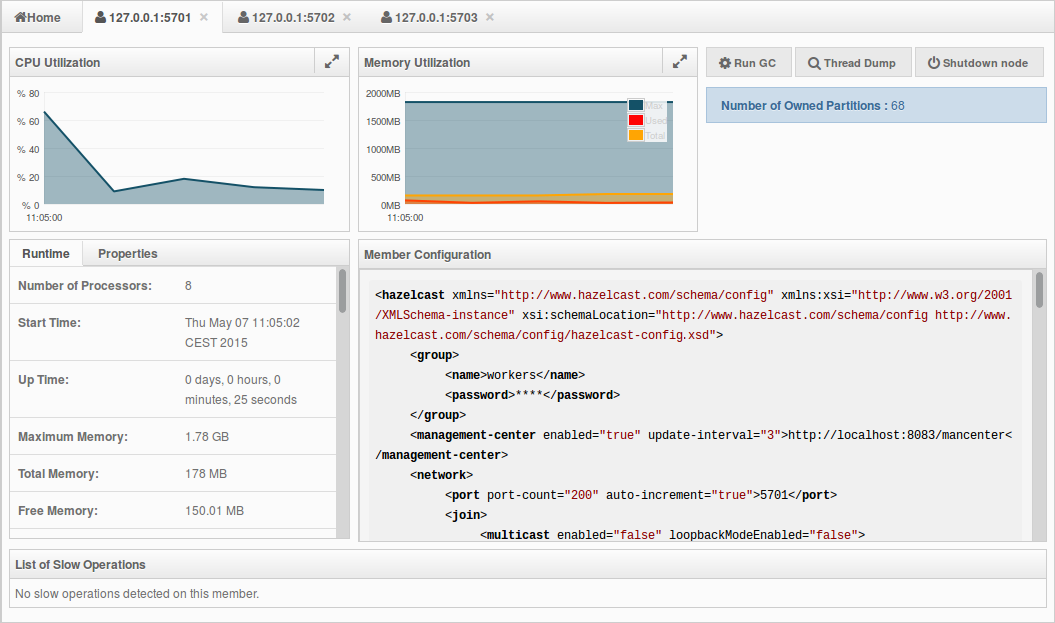 Home
127.0.0.1:5701 ×
127.0.0.1:5702 ×
127.0.0.1:5703 ×
CPU Utilization
% 80
% 60
% 40
% 20
% 0
11:05:00
Memory Utilization
2000MB
1500MB
1000MB
500MB
0MB
11:05:00
Max
Used
Total
Run GC
Thread Dump
Shutdown node
Number of Owned Partitions : 68
Runtime
Properties
Number of Processors: 8
Start Time: Thu May 07 11:05:02
CEST 2015
Up Time: 0 days, 0 hours, 0
minutes, 25 seconds
Maximum Memory: 1.78 GB
Total Memory: 178 MB
Free Memory: 150.01 MB
Member Configuration
<hazelcast xmlns="http://www.hazelcast.com/schema/config" xmlns:xsi="http://www.w3.org/2001
/XMLSchema-instance" xsi:schemaLocation="http://www.hazelcast.com/schema/config http://www.
hazelcast.com/schema/config/hazelcast-config.xsd">
<group>
<name>workers</name>
<password>****</password>
</group>
<management-center enabled="true" update-interval="3">http://localhost:8083/mancenter<
/management-center>
<network>
<port port-count="200" auto-increment="true">5701</port>
<join>
<multicast enabled="false" loopbackModeEnabled="false">
List of Slow Operations
No slow operations detected on this member.